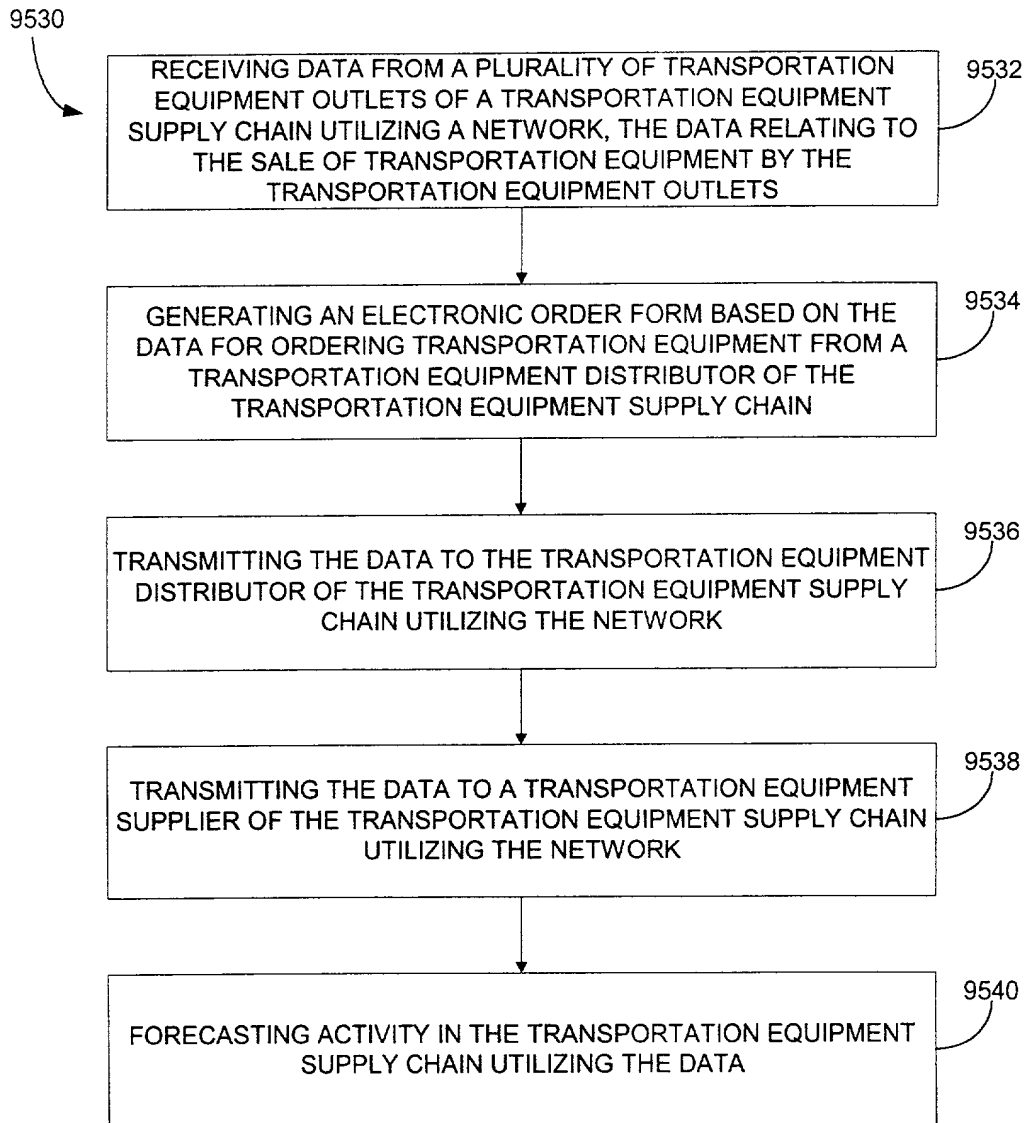 9530
RECEIVING DATA FROM A PLURALITY OF TRANSPORTATION
EQUIPMENT OUTLETS OF A TRANSPORTATION EQUIPMENT
SUPPLY CHAIN UTILIZING A NETWORK, THE DATA RELATING TO
THE SALE OF TRANSPORTATION EQUIPMENT BY THE
TRANSPORTATION EQUIPMENT OUTLETS
9532
GENERATING AN ELECTRONIC ORDER FORM BASED ON THE
DATA FOR ORDERING TRANSPORTATION EQUIPMENT FROM A
TRANSPORTATION EQUIPMENT DISTRIBUTOR OF THE
TRANSPORTATION EQUIPMENT SUPPLY CHAIN
9534
TRANSMITTING THE DATA TO THE TRANSPORTATION EQUIPMENT
DISTRIBUTOR OF THE TRANSPORTATION EQUIPMENT SUPPLY
CHAIN UTILIZING THE NETWORK
9536
TRANSMITTING THE DATA TO A TRANSPORTATION EQUIPMENT
SUPPLIER OF THE TRANSPORTATION EQUIPMENT SUPPLY CHAIN
UTILIZING THE NETWORK
9538
FORECASTING ACTIVITY IN THE TRANSPORTATION EQUIPMENT
SUPPLY CHAIN UTILIZING THE DATA
9540